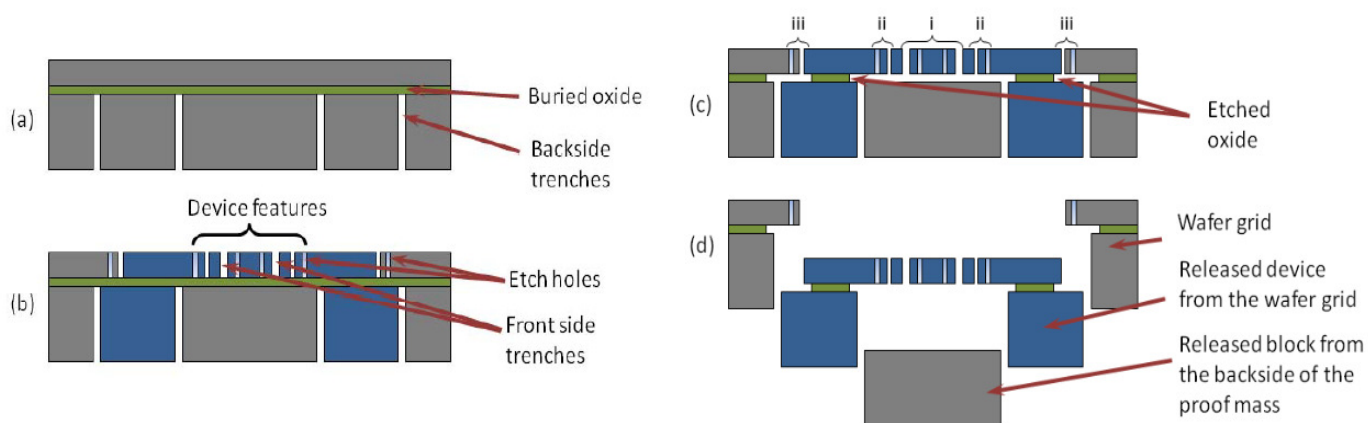 (a)
Buried oxide
Backside
trenches
Device features
(b)
Etch holes
Front side
trenches
iii
ii
i
ii
iii
(c)
Etched
oxide
(d)
Wafer grid
Released device
from the wafer grid
Released block from
the backside of the
proof mass